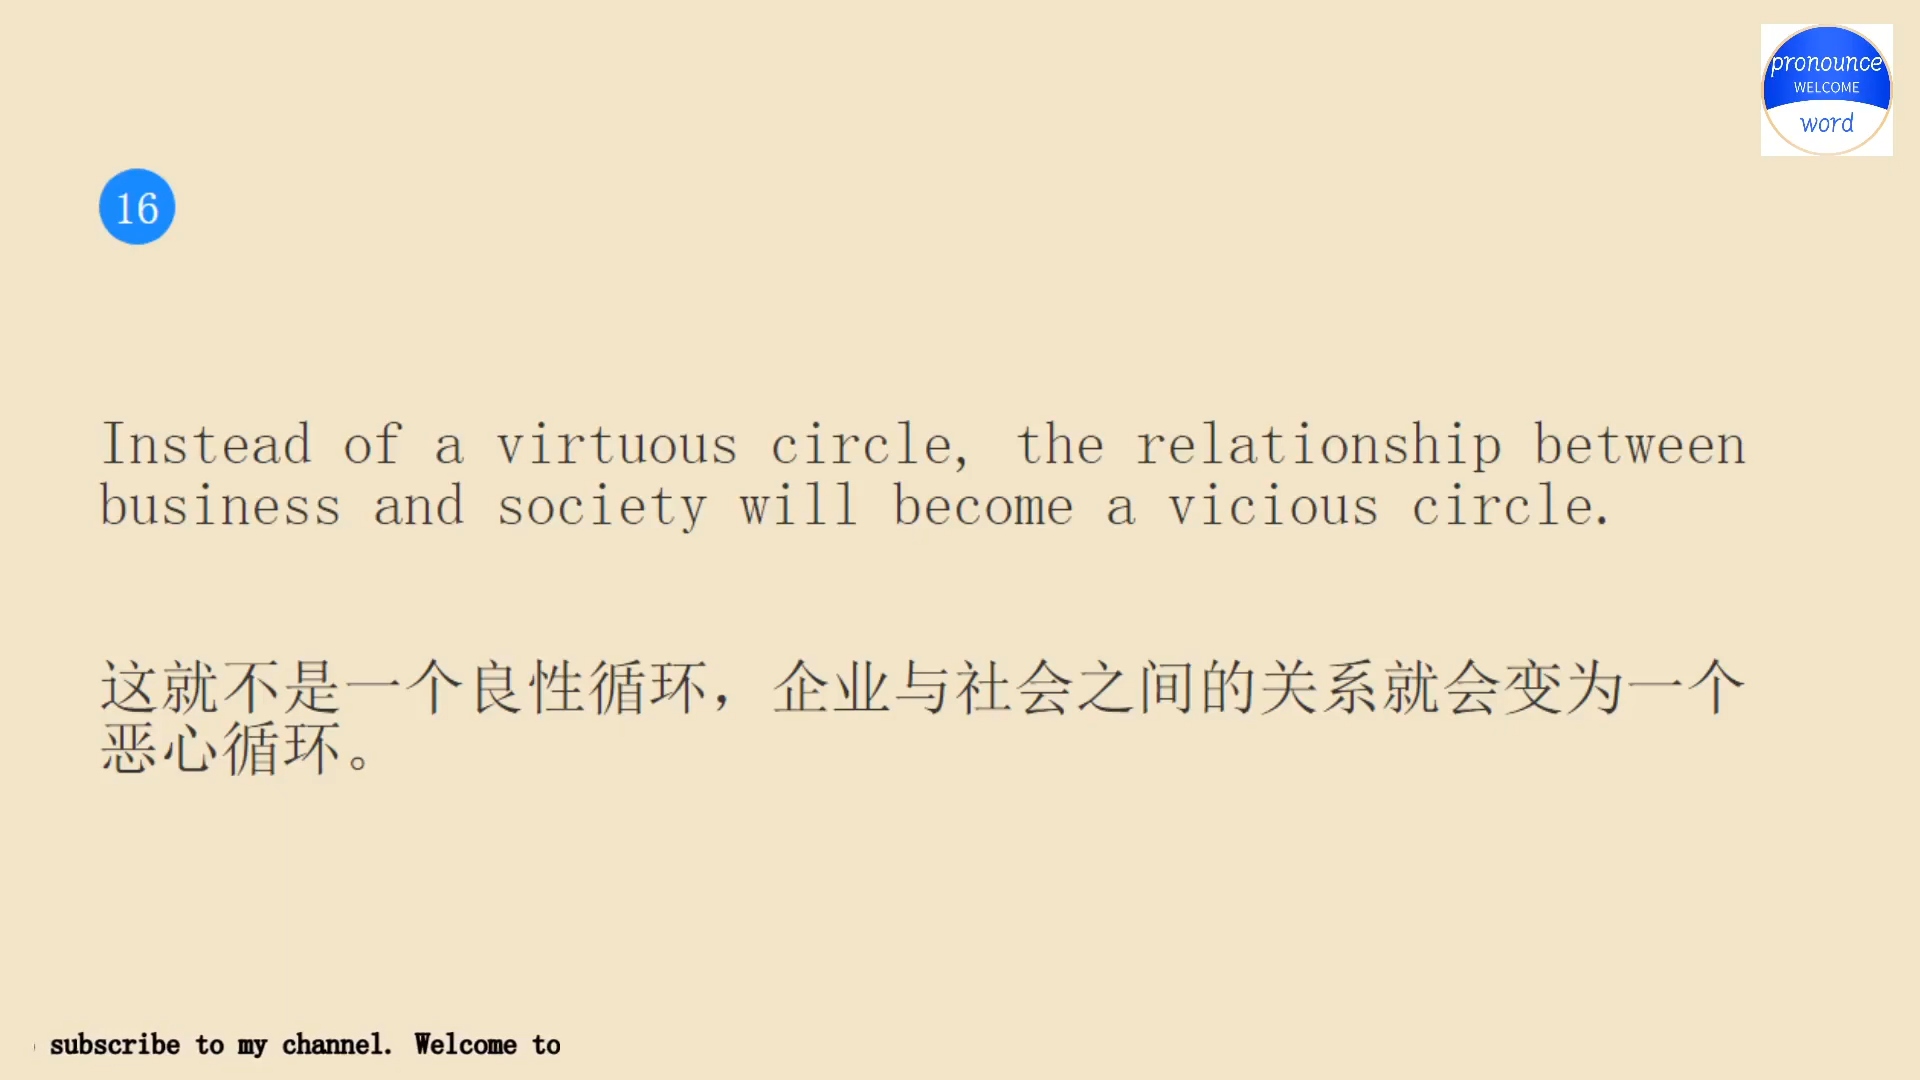 pronounce
WELCOME
word
16
Instead of a virtuous circle, the relationship between
business and society will become a vicious circle.
这就不是一个良性循环，企业与社会之间的关系就会变为一个
恶心循环。
subscribe to my channel. Welcome to